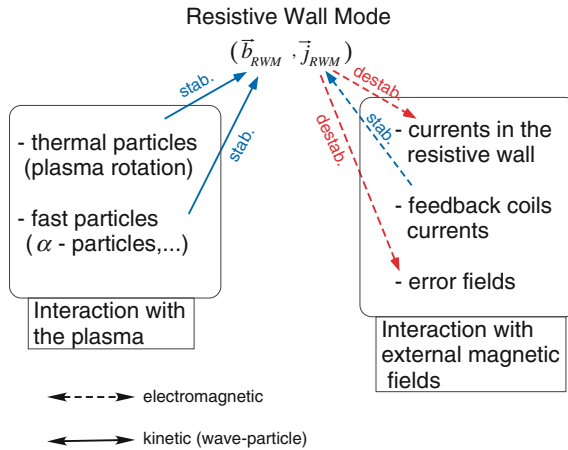 Resistive Wall Mode
(b⃗_RWM , j⃗_RWM)
stab.
stab.
destab.
destab.
stab.
- thermal particles
(plasma rotation)
- fast particles
(α - particles,...)
Interaction with
the plasma
- currents in the
resistive wall
- feedback coils
currents
- error fields
Interaction with
external magnetic
fields
electromagnetic
kinetic (wave-particle)